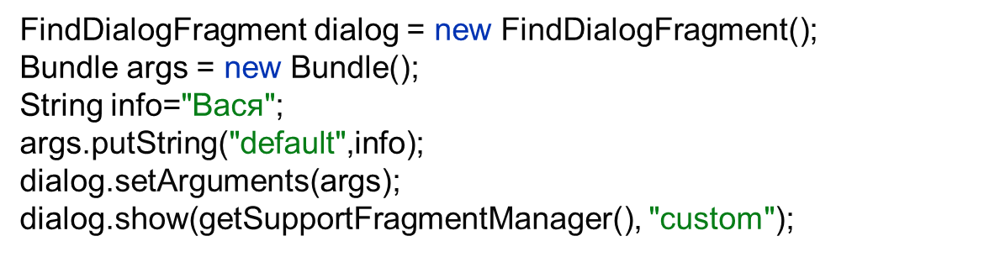 FindDialogFragment dialog = new FindDialogFragment();
Bundle args = new Bundle();
String info="Вася";
args.putString("default",info);
dialog.setArguments(args);
dialog.show(getSupportFragmentManager(), "custom");